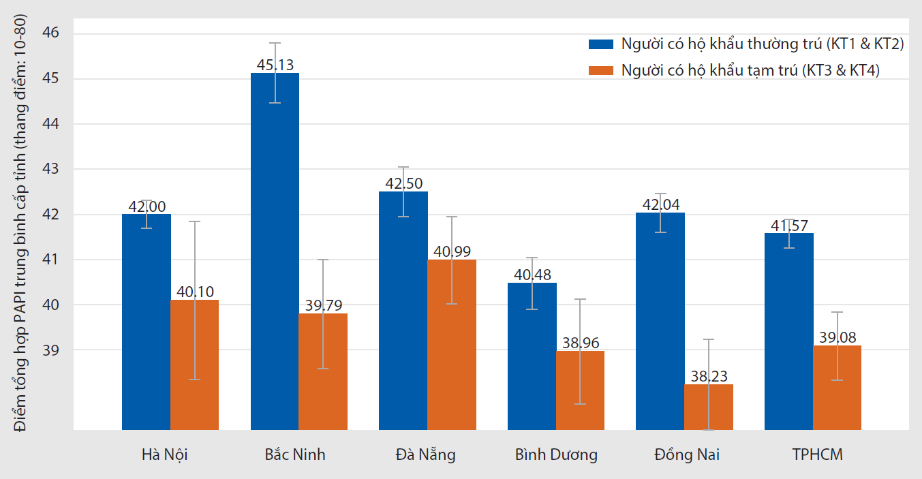 Điểm tổng hợp PAPI trung bình cấp tỉnh (thang điểm: 10-80)
46
45
44
43
42
41
40
39
Người có hộ khẩu thường trú (KT1 & KT2)
Người có hộ khẩu tạm trú (KT3 & KT4)
42.00
40.10
45.13
39.79
42.50
40.99
40.48
38.96
42.04
38.23
41.57
39.08
Hà Nội
Bắc Ninh
Đà Nẵng
Bình Dương
Đồng Nai
TPHCM